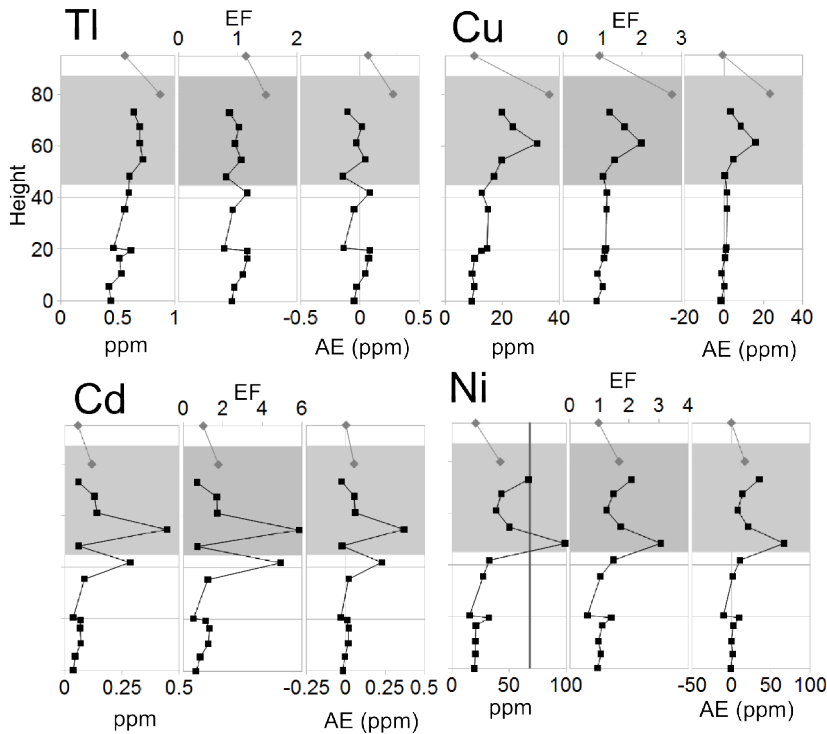 Tl
EF
0 1 2
Cu
EF
0 1 2 3
Height
80
60
40
20
0
0 0.5 1
-0.5 0 0.5
ppm
AE (ppm)
0 20 40
-20 0 20 40
ppm
AE (ppm)
Cd
EF
0 2 4 6
Ni
EF
0 1 2 3 4
0 0.25 0.5
-0.25 0 0.25 0.5
ppm
AE (ppm)
0 50 100
-50 0 50 100
ppm
AE (ppm)